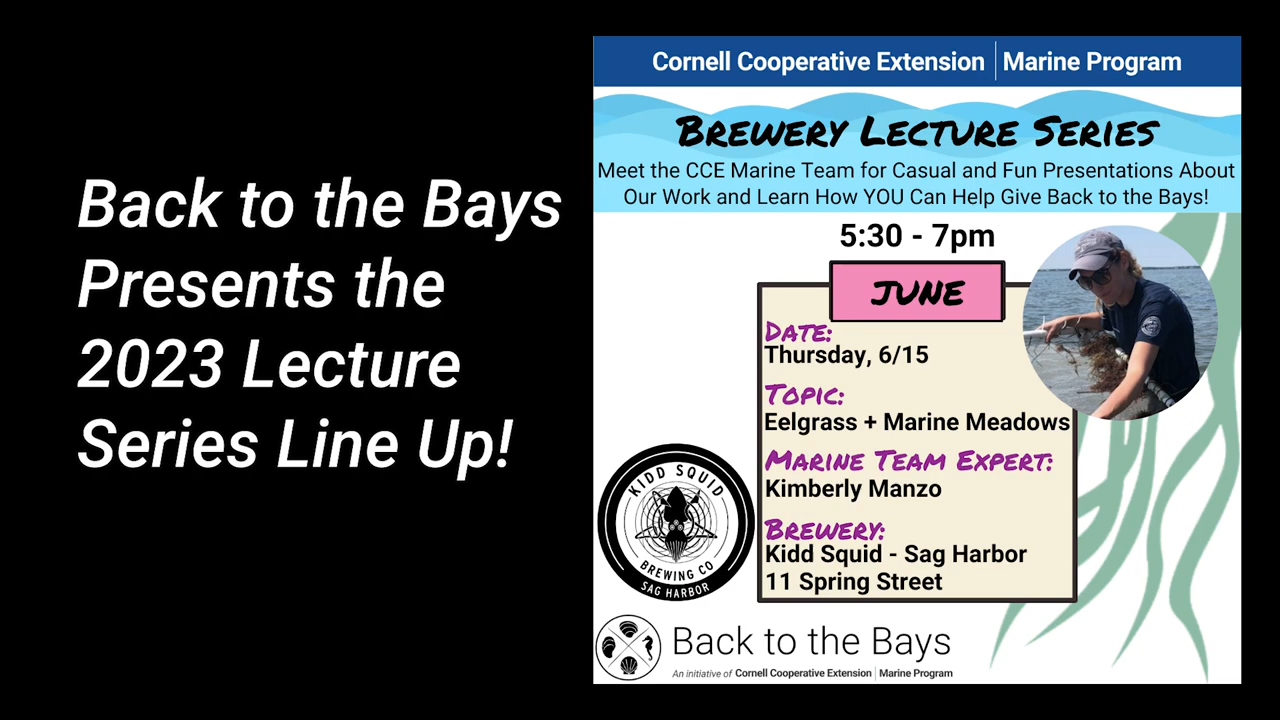 Back to the Bays
Presents the
2023 Lecture
Series Line Up!
Cornell Cooperative Extension | Marine Program
BREWERY LECTURE SERIES
Meet the CCE Marine Team for Casual and Fun Presentations About
Our Work and Learn How YOU Can Help Give Back to the Bays!
5:30 - 7pm
JUNE
DATE:
Thursday, 6/15
TOPIC:
Eelgrass + Marine Meadows
MARINE TEAM EXPERT:
Kimberly Manzo
BREWERY:
Kidd Squid - Sag Harbor
11 Spring Street
KIDD SQUID
BREWING CO
SAG HARBOR
Back to the Bays
An initiative of Cornell Cooperative Extension | Marine Program